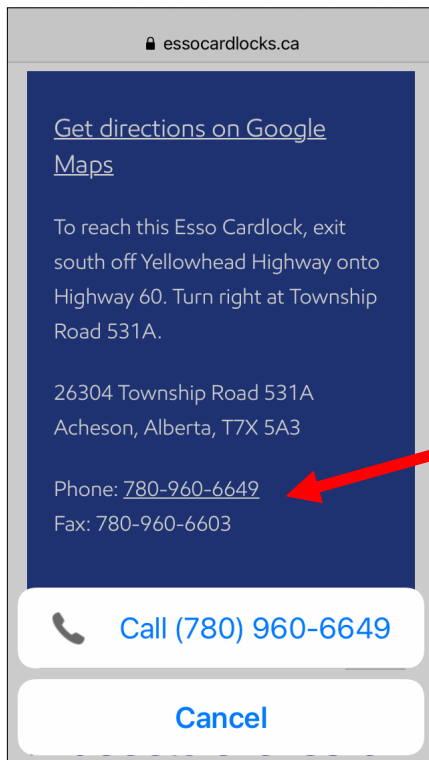 essocardlocks.ca
Get directions on Google
Maps
To reach this Esso Cardlock, exit
south off Yellowhead Highway onto
Highway 60. Turn right at Township
Road 531A.
26304 Township Road 531A
Acheson, Alberta, T7X 5A3
Phone: 780-960-6649
Fax: 780-960-6603
Call (780) 960-6649
Cancel